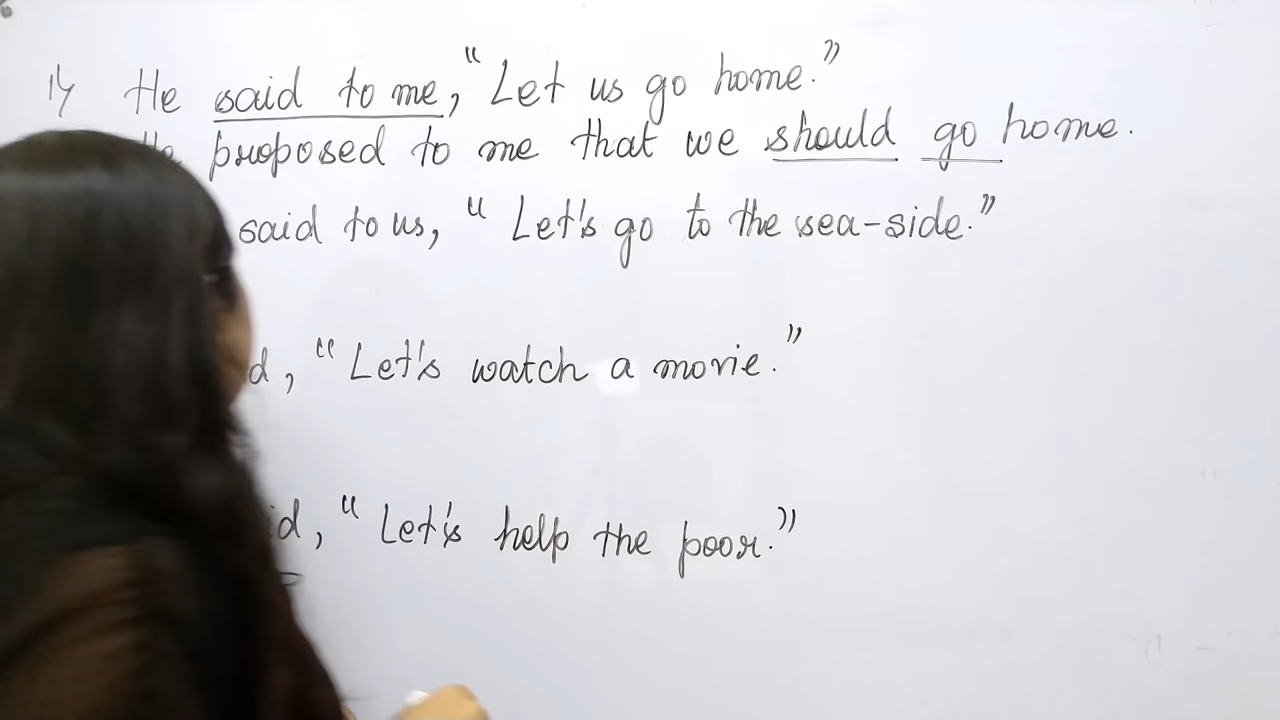 1) He said to me, "Let us go home."
He proposed to me that we should go home.
said to us, "Let's go to the sea-side."
"Let's watch a movie."
"Let's help the poor."